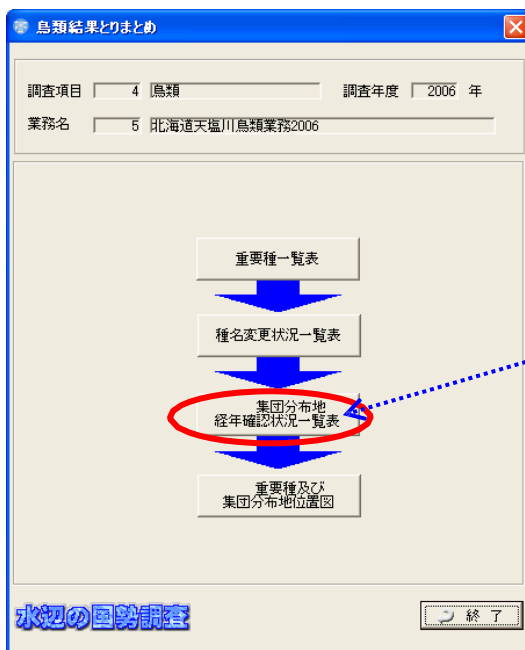 鳥類結果とりまとめ
調査項目 4 鳥類 調査年度 2006 年
業務名 5 北海道天塩川鳥類業務2006
重要種一覧表
種名変更状況一覧表
集団分布地
経年確認状況一覧表
重要種及び
集団分布地位置図
水辺の国勢調査 終了